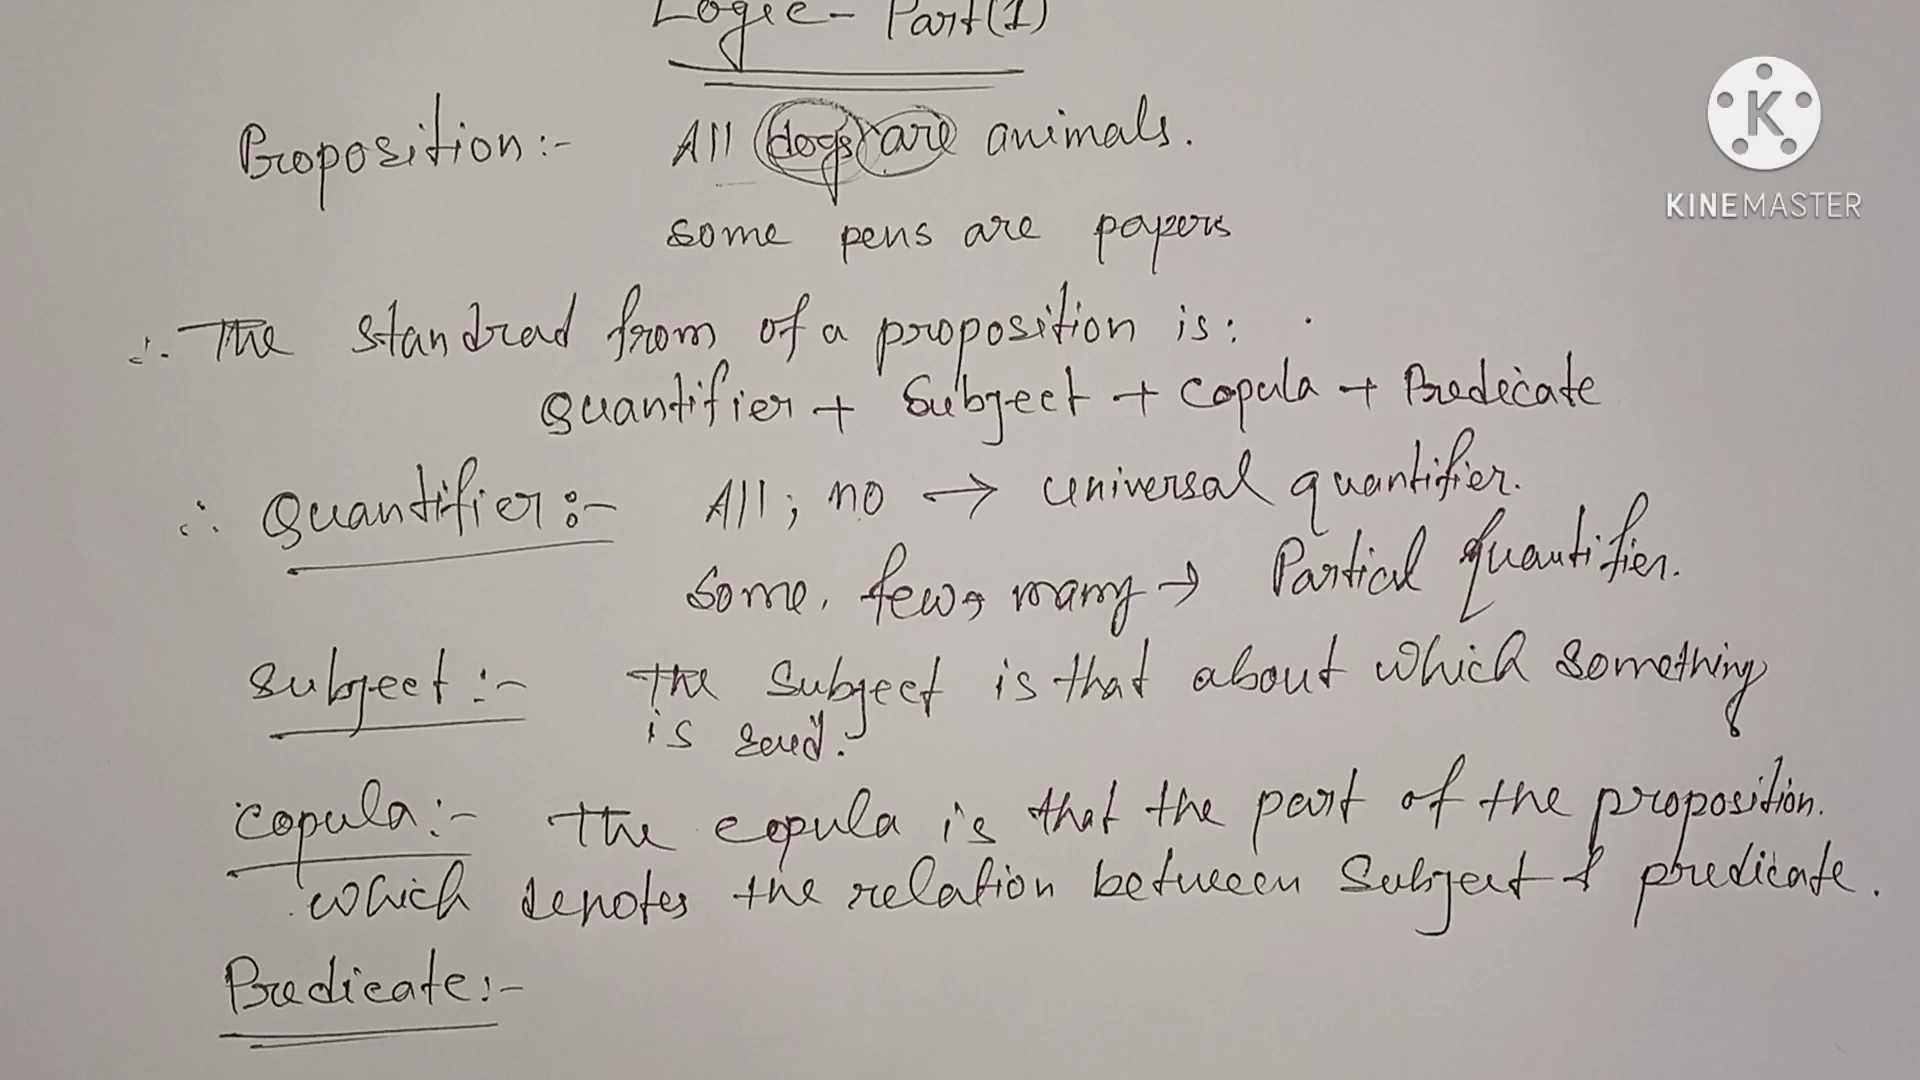 Logic - Part(1)
Proposition :- All dogs are animals.
some pens are papers
∴ The standrad from of a proposition is:
Quantifier + Subject + Copula + Predicate
∴ Quantifier :- All; no → universal quantifier.
Some, few, many → Partical quantifier.
Subject :- The Subject is that about which something
is said.
Copula :- The copula is that the part of the proposition.
which denotes the relation between Subject & predicate.
Predicate :-
K
KINEMASTER